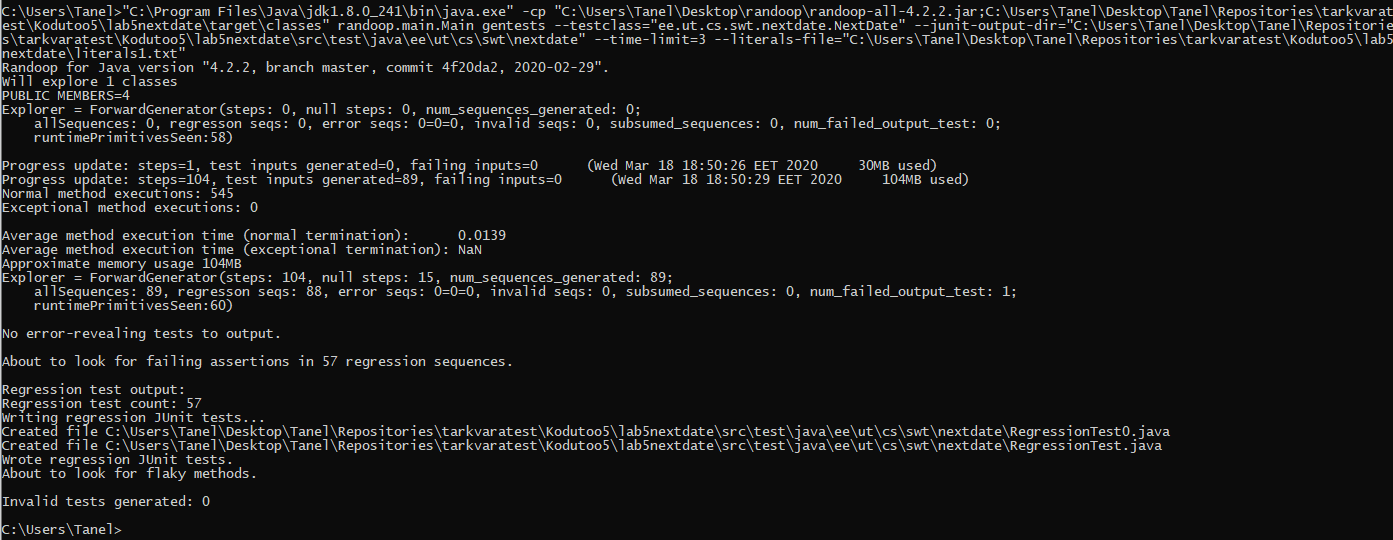 C:\Users\Tanel>"C:\Program Files\Java\jdk1.8.0_241\bin\java.exe" -cp "C:\Users\Tanel\Desktop\randoop\randoop-all-4.2.2.jar;C:\Users\Tanel\Desktop\Tanel\Repositories\tarkvarat
est\Kodutoo5\lab5nextdate\target\classes" randoop.main.Main gentests --testclass="ee.ut.cs.swt.nextdate.NextDate" --junit-output-dir="C:\Users\Tanel\Desktop\Tanel\Repositorie
s\tarkvaratest\Kodutoo5\lab5nextdate\src\test\java\ee\ut\cs\swt\nextdate" --time-limit=3 --literals-file="C:\Users\Tanel\Desktop\Tanel\Repositories\tarkvaratest\Kodutoo5\lab5
nextdate\literals1.txt"
Randoop for Java version "4.2.2, branch master, commit 4f20da2, 2020-02-29".
Will explore 1 classes
PUBLIC MEMBERS=4
Explorer = ForwardGenerator(steps: 0, null steps: 0, num_sequences_generated: 0;
    allSequences: 0, regresson seqs: 0, error seqs: 0=0=0, invalid seqs: 0, subsumed_sequences: 0, num_failed_output_test: 0;
    runtimePrimitivesSeen:58)

Progress update: steps=1, test inputs generated=0, failing inputs=0      (Wed Mar 18 18:50:26 EET 2020     30MB used)
Progress update: steps=104, test inputs generated=89, failing inputs=0      (Wed Mar 18 18:50:29 EET 2020     104MB used)
Normal method executions: 545
Exceptional method executions: 0

Average method execution time (normal termination):      0.0139
Average method execution time (exceptional termination): NaN
Approximate memory usage 104MB
Explorer = ForwardGenerator(steps: 104, null steps: 15, num_sequences_generated: 89;
    allSequences: 89, regresson seqs: 88, error seqs: 0=0=0, invalid seqs: 0, subsumed_sequences: 0, num_failed_output_test: 1;
    runtimePrimitivesSeen:60)

No error-revealing tests to output.

About to look for failing assertions in 57 regression sequences.

Regression test output:
Regression test count: 57
Writing regression JUnit tests...
Created file C:\Users\Tanel\Desktop\Tanel\Repositories\tarkvaratest\Kodutoo5\lab5nextdate\src\test\java\ee\ut\cs\swt\nextdate\RegressionTest0.java
Created file C:\Users\Tanel\Desktop\Tanel\Repositories\tarkvaratest\Kodutoo5\lab5nextdate\src\test\java\ee\ut\cs\swt\nextdate\RegressionTest.java
Wrote regression JUnit tests.
About to look for flaky methods.

Invalid tests generated: 0

C:\Users\Tanel>